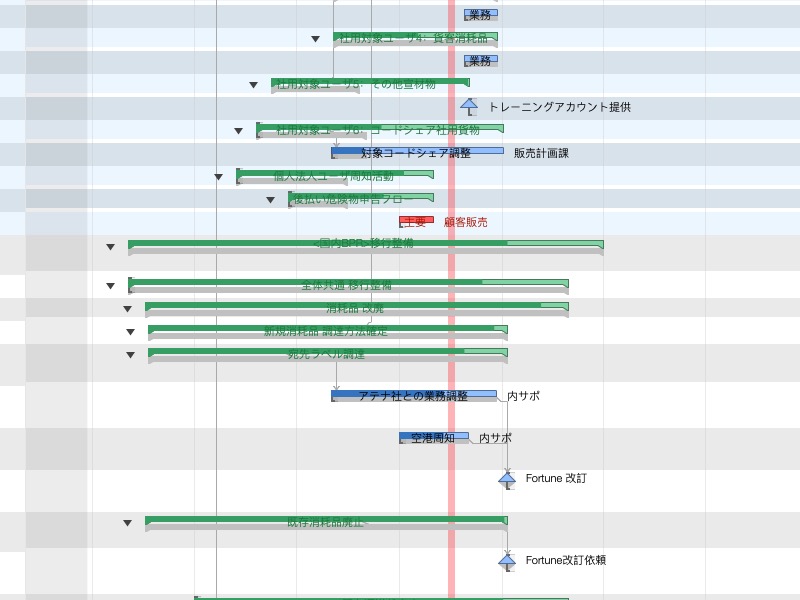 業務
社用対象ユーザ4: 貨客消耗品
業務
社用対象ユーザ5: その他宣材物
トレーニングアカウント提供
社用対象ユーザ6: コードシェア社用貨物
対象コードシェア調整 販売計画課
個人法人ユーザ周知活動
後払い危険物申告フロー
主要 顧客販売
<国内BPR>移行整備
全体共通 移行整備
消耗品 改廃
新規消耗品 調達方法確定
宛先ラベル調達
アテナ社との業務調整 内サポ
空港周知 内サポ
Fortune 改訂
既存消耗品廃止
Fortune改訂依頼